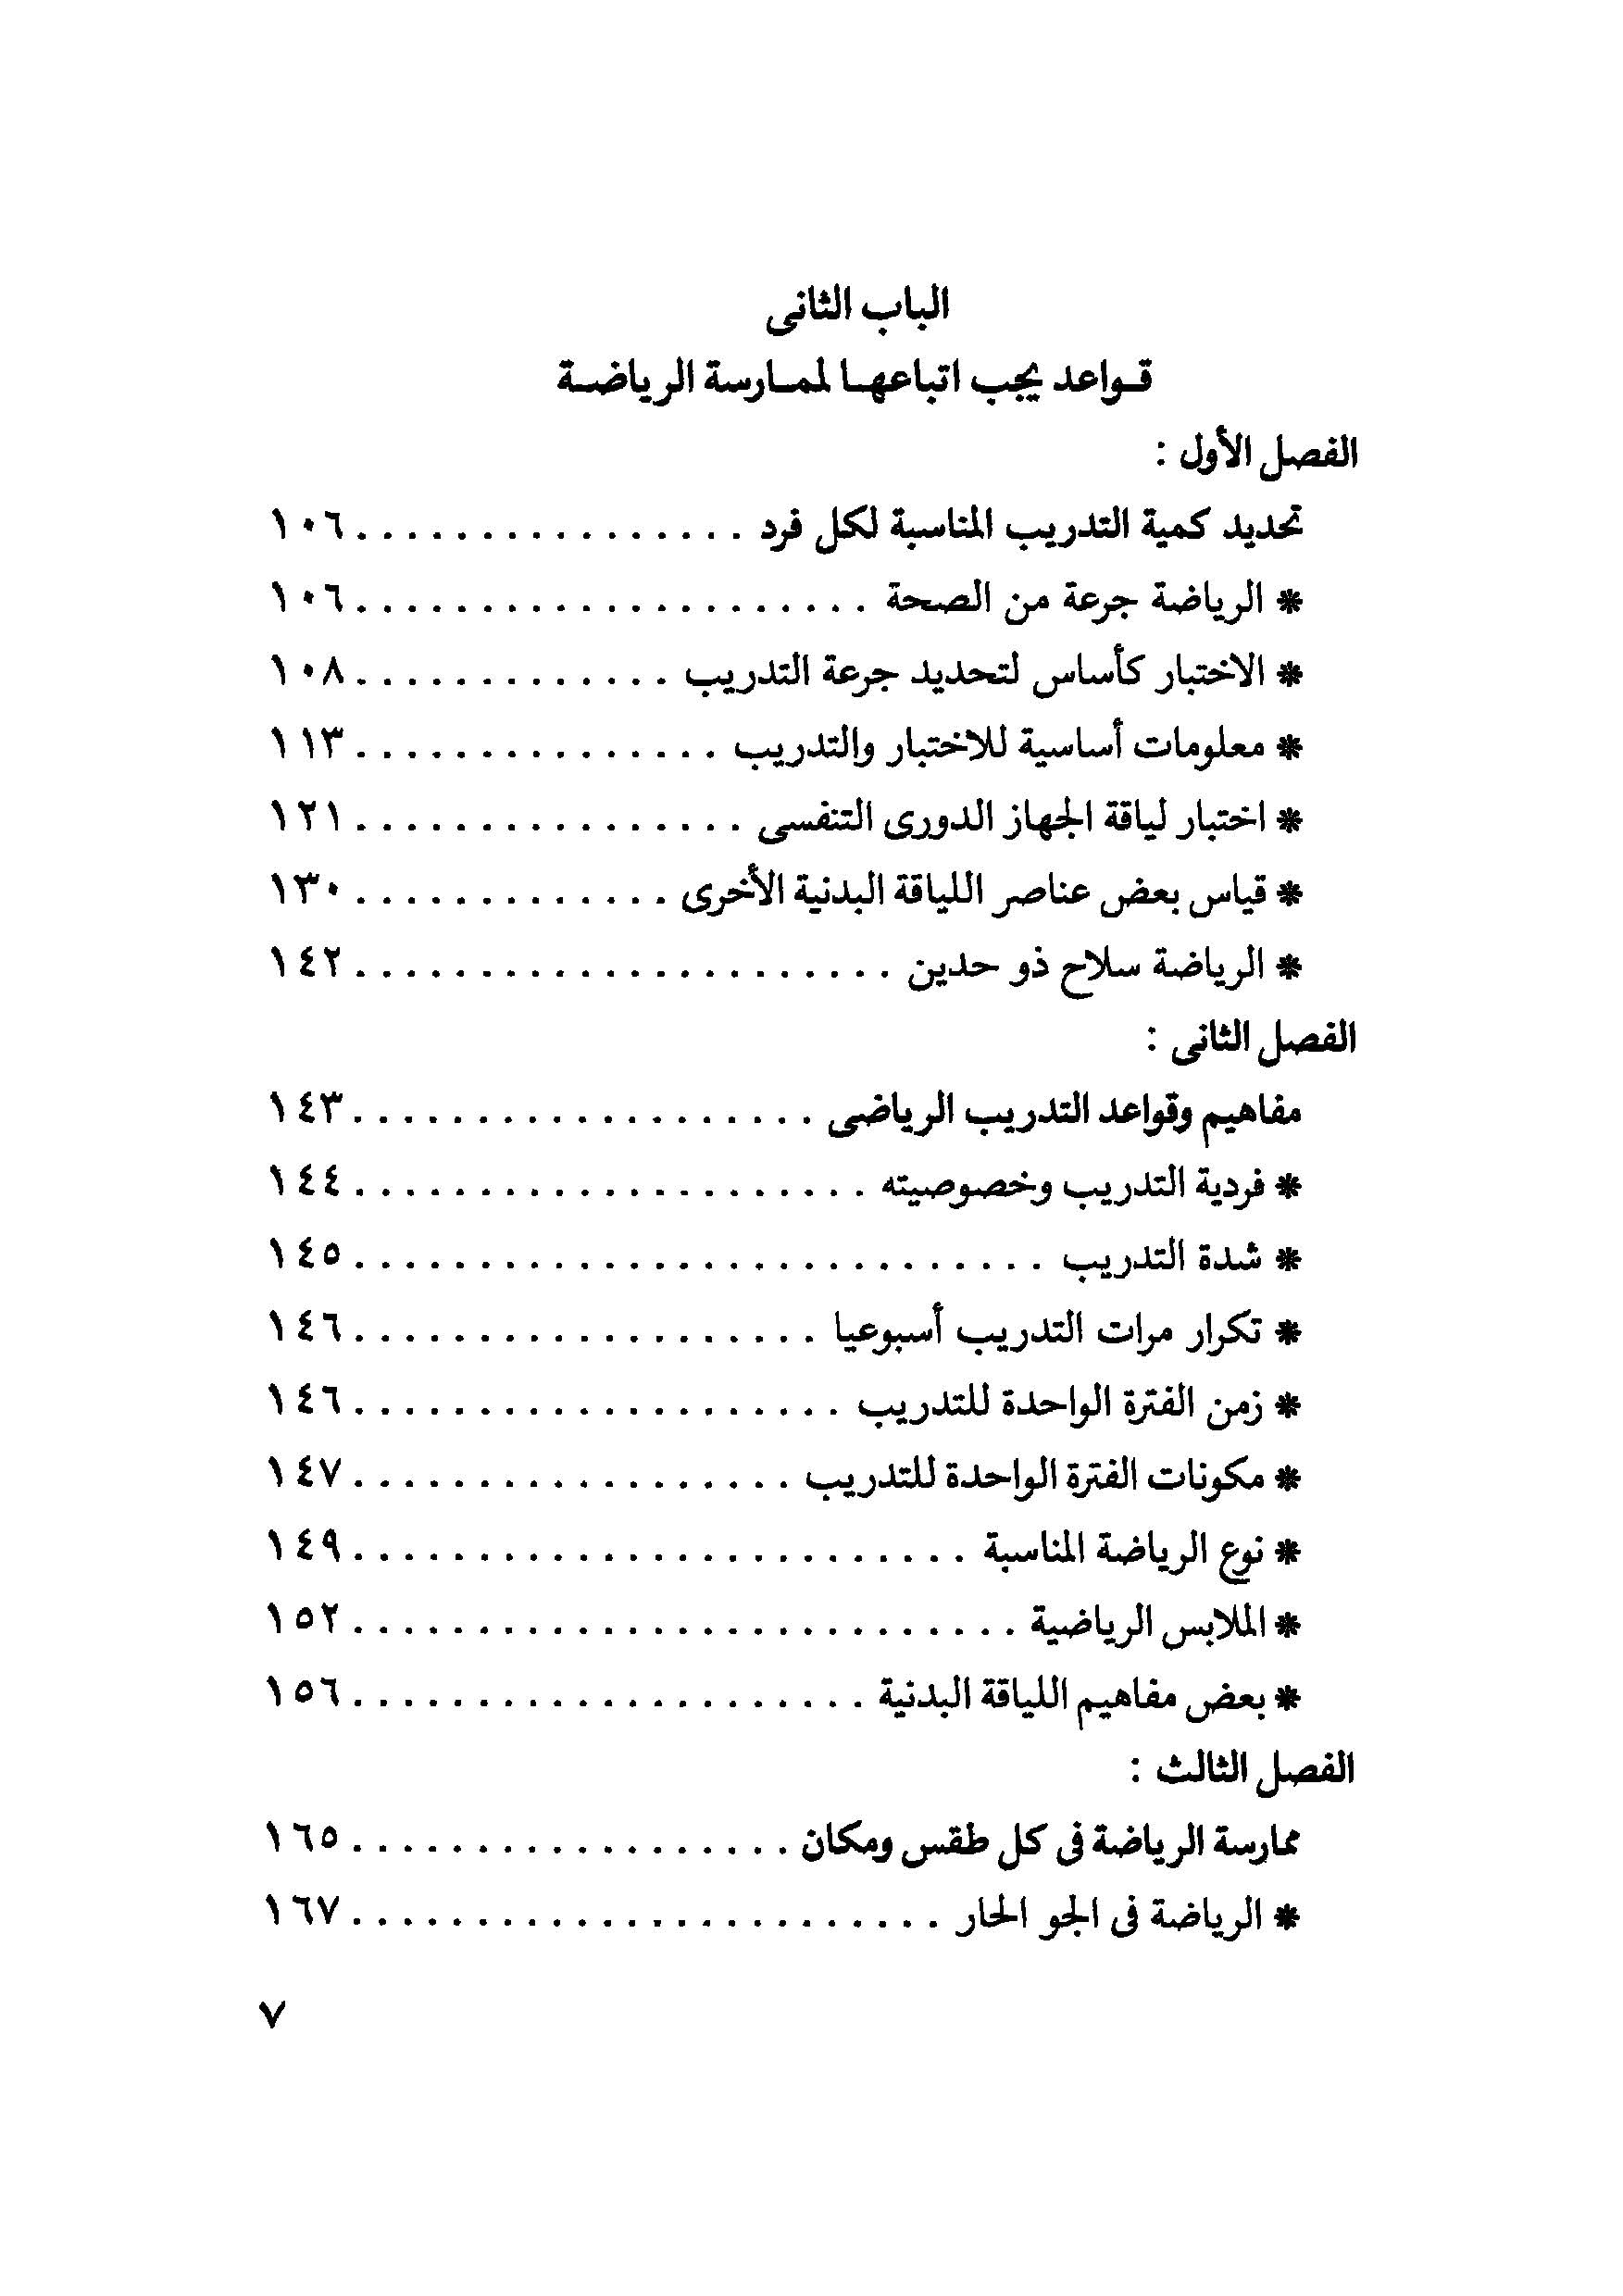 الباب الثانى
قواعد يجب اتباعها لممارسة الرياضة
الفصل الأول :
تحديد كمية التدريب المناسبة لكل فرد . . . . . . . . . . . . . . . . ١٠٦
* الرياضة جرعة من الصحة . . . . . . . . . . . . . . . . . . . . . ١٠٦
* الاختبار كأساس لتحديد جرعة التدريب . . . . . . . . . . . . . ١٠٨
* معلومات أساسية للاختبار والتدريب . . . . . . . . . . . . . . . ١١٣
* اختبار لياقة الجهاز الدورى التنفسى . . . . . . . . . . . . . . . . ١٢١
* قياس بعض عناصر اللياقة البدنية الأخرى . . . . . . . . . . . . . ١٣٠
* الرياضة سلاح ذو حدين . . . . . . . . . . . . . . . . . . . . . . ١٤٢
الفصل الثانى :
مفاهيم وقواعد التدريب الرياضى . . . . . . . . . . . . . . . . . . . ١٤٣
* فردية التدريب وخصوصيته . . . . . . . . . . . . . . . . . . . . . ١٤٤
* شدة التدريب . . . . . . . . . . . . . . . . . . . . . . . . . . . . ١٤٥
* تكرار مرات التدريب أسبوعيا . . . . . . . . . . . . . . . . . . . ١٤٦
* زمن الفترة الواحدة للتدريب . . . . . . . . . . . . . . . . . . . . ١٤٦
* مكونات الفترة الواحدة للتدريب . . . . . . . . . . . . . . . . . . ١٤٧
* نوع الرياضة المناسبة . . . . . . . . . . . . . . . . . . . . . . . . . ١٤٩
* الملابس الرياضية . . . . . . . . . . . . . . . . . . . . . . . . . . . ١٥٢
* بعض مفاهيم اللياقة البدنية . . . . . . . . . . . . . . . . . . . . . ١٥٦
الفصل الثالث :
ممارسة الرياضة فى كل طقس ومكان . . . . . . . . . . . . . . . . . . ١٦٥
* الرياضة فى الجو الحار . . . . . . . . . . . . . . . . . . . . . . . . ١٦٧
٧